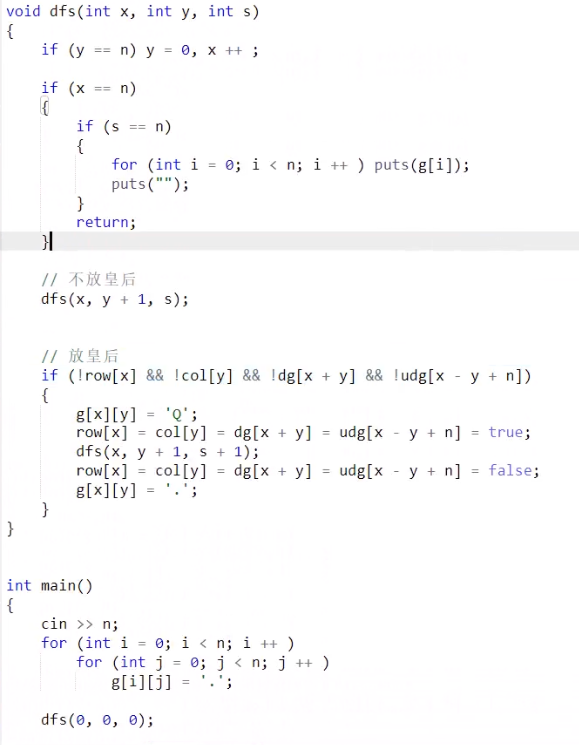 void dfs(int x, int y, int s)
{
    if (y == n) y = 0, x ++ ;
    if (x == n)
    {
        if (s == n)
        {
            for (int i = 0; i < n; i ++ ) puts(g[i]);
            puts("");
        }
        return;
    }
    // 不放皇后
    dfs(x, y + 1, s);
    // 放皇后
    if (!row[x] && !col[y] && !dg[x + y] && !udg[x - y + n])
    {
        g[x][y] = 'Q';
        row[x] = col[y] = dg[x + y] = udg[x - y + n] = true;
        dfs(x, y + 1, s + 1);
        row[x] = col[y] = dg[x + y] = udg[x - y + n] = false;
        g[x][y] = '.';
    }
}
int main()
{
    cin >> n;
    for (int i = 0; i < n; i ++ )
        for (int j = 0; j < n; j ++ )
            g[i][j] = '.';
    dfs(0, 0, 0);